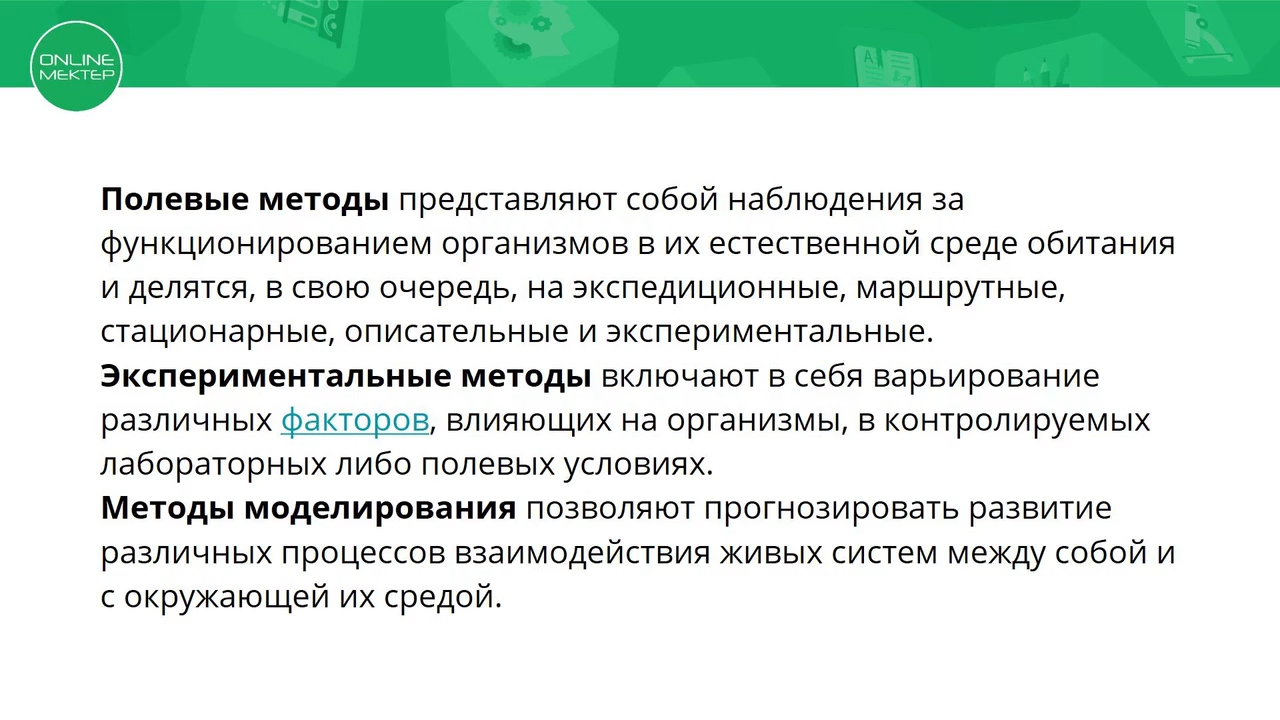 ONLINE
МЕКТЕР
Полевые методы представляют собой наблюдения за
функционированием организмов в их естественной среде обитания
и делятся, в свою очередь, на экспедиционные, маршрутные,
стационарные, описательные и экспериментальные.
Экспериментальные методы включают в себя варьирование
различных факторов, влияющих на организмы, в контролируемых
лабораторных либо полевых условиях.
Методы моделирования позволяют прогнозировать развитие
различных процессов взаимодействия живых систем между собой и
с окружающей их средой.